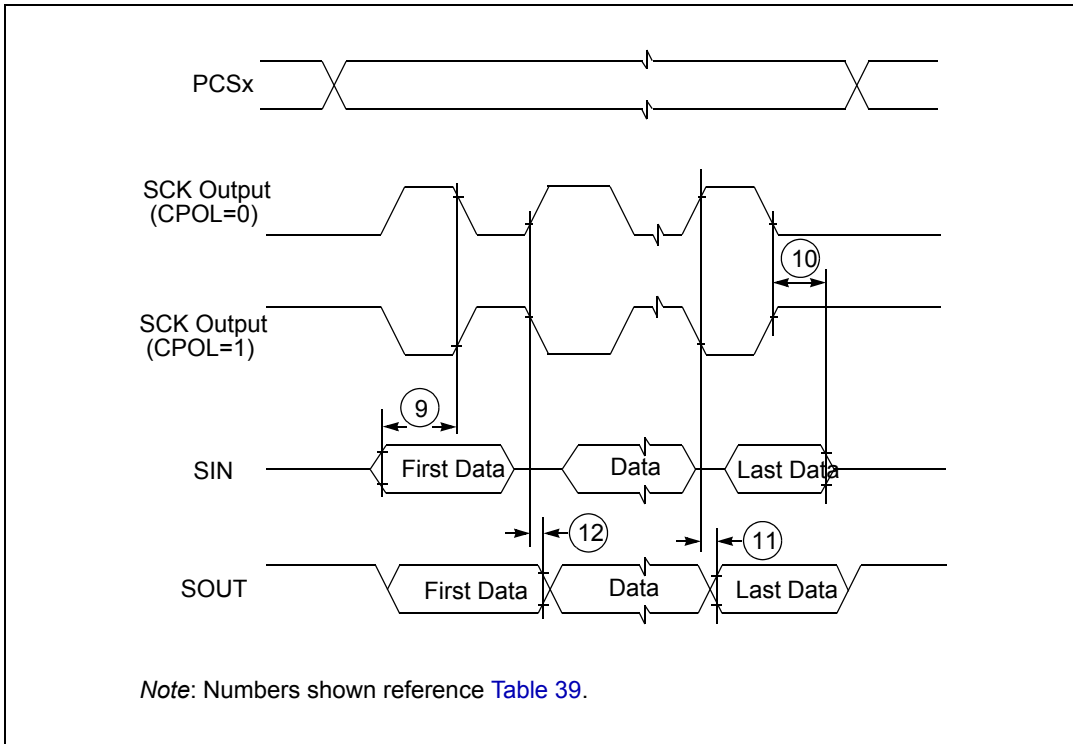 PCSx
SCK Output
(CPOL=0)
10
SCK Output
(CPOL=1)
9
SIN
First Data
Data
Last Data
12
11
SOUT
First Data
Data
Last Data
Note: Numbers shown reference Table 39.